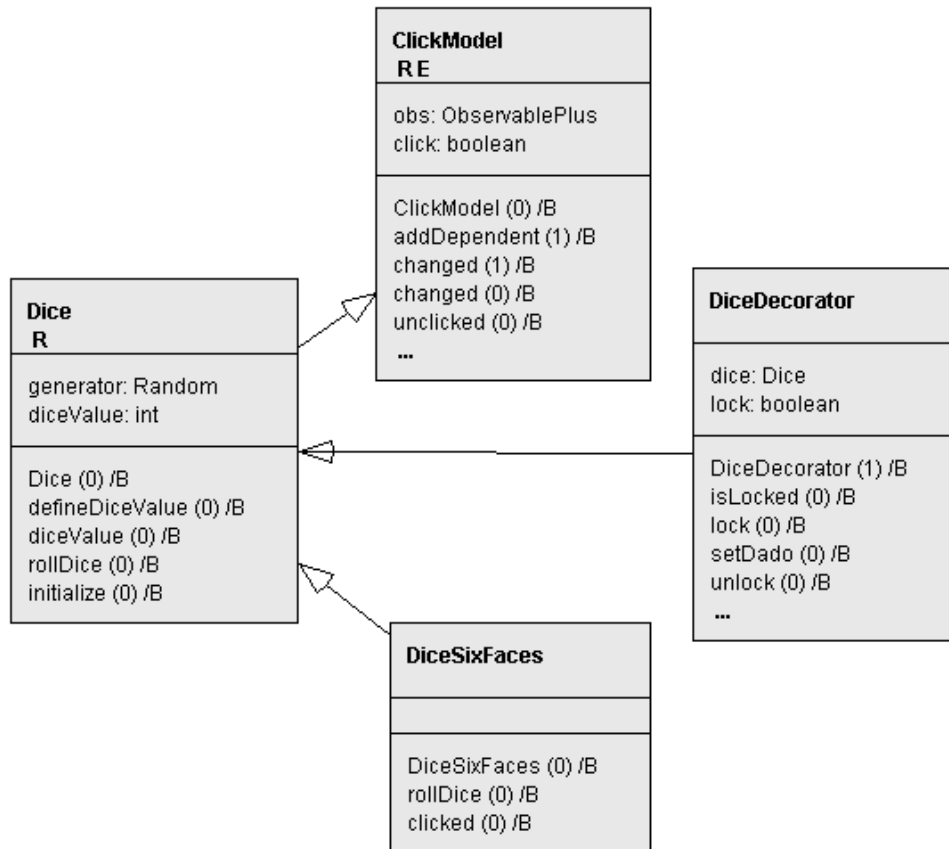 ClickModel
R E
obs: ObservablePlus
click: boolean
ClickModel (0) /B
addDependent (1) /B
changed (1) /B
changed (0) /B
unclicked (0) /B
...
Dice
R
generator: Random
diceValue: int
Dice (0) /B
defineDiceValue (0) /B
diceValue (0) /B
rollDice (0) /B
initialize (0) /B
DiceDecorator
dice: Dice
lock: boolean
DiceDecorator (1) /B
isLocked (0) /B
lock (0) /B
setDado (0) /B
unlock (0) /B
...
DiceSixFaces
DiceSixFaces (0) /B
rollDice (0) /B
clicked (0) /B